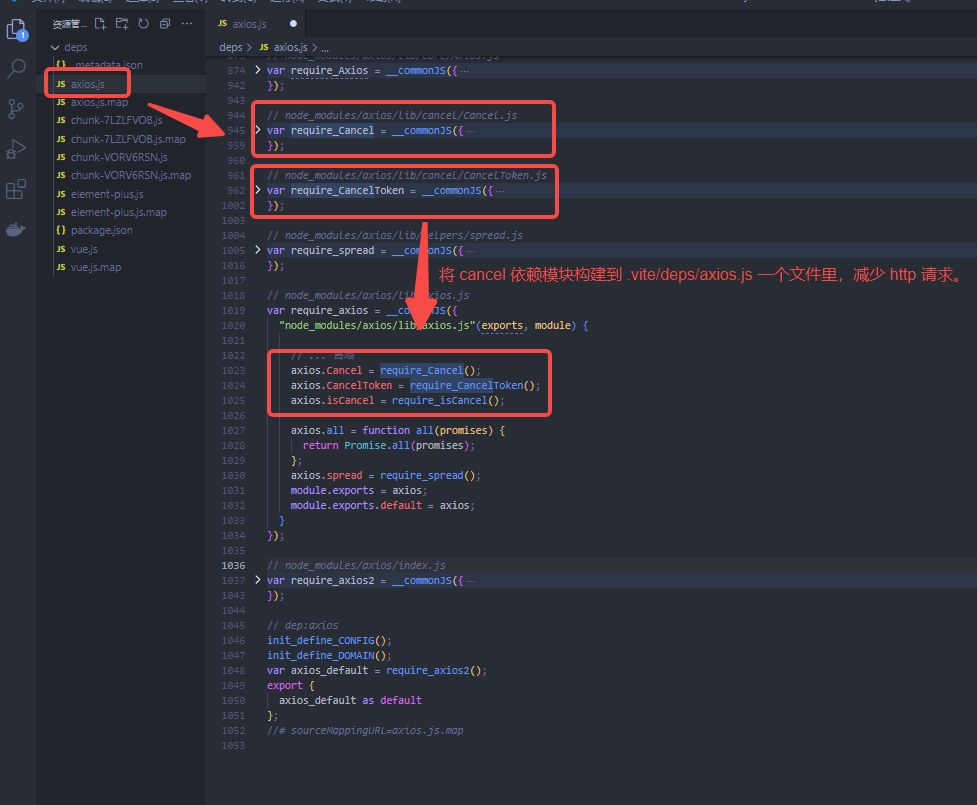 资源管...
JS axios.js
deps
deps > JS axios.js > ...
{} _metadata.json
JS axios.js
JS axios.js.map
JS chunk-7LZLFVOB.js
JS chunk-7LZLFVOB.js.map
JS chunk-VORV6RSN.js
JS chunk-VORV6RSN.js.map
JS element-plus.js
JS element-plus.js.map
{} package.json
JS vue.js
JS vue.js.map
1
873 // node_modules/axios/lib/core/Axios.js
874 var require_Axios = __commonJS({ ...
942 });
943
944 // node_modules/axios/lib/cancel/Cancel.js
945 var require_Cancel = __commonJS({ ...
959 });
960
961 // node_modules/axios/lib/cancel/CancelToken.js
962 var require_CancelToken = __commonJS({ ...
1002 });
1003
1004 // node_modules/axios/lib/helpers/spread.js
1005 var require_spread = __commonJS({ ...
1016 });
1017
将 cancel 依赖模块构建到 .vite/deps/axios.js 一个文件里，减少 http 请求。
1018 // node_modules/axios/lib/axios.js
1019 var require_axios = __commonJS({
1020 "node_modules/axios/lib/axios.js"(exports, module) {
1021
1022 // ... 省略
1023 axios.Cancel = require_Cancel();
1024 axios.CancelToken = require_CancelToken();
1025 axios.isCancel = require_isCancel();
1026
1027 axios.all = function all(promises) {
1028 return Promise.all(promises);
1029 };
1030 axios.spread = require_spread();
1031 module.exports = axios;
1032 module.exports.default = axios;
1033 }
1034 });
1035
1036 // node_modules/axios/index.js
1037 var require_axios2 = __commonJS({ ...
1043 });
1044
1045 // dep:axios
1046 init_define_CONFIG();
1047 init_define_DOMAIN();
1048 var axios_default = require_axios2();
1049 export {
1050 axios_default as default
1051 };
1052 //# sourceMappingURL=axios.js.map
1053